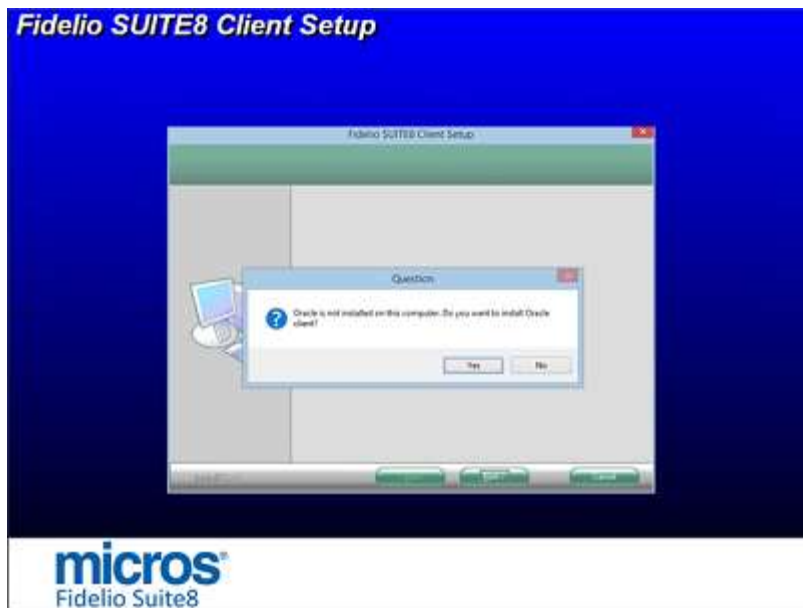 Fidelio SUITE8 Client Setup
Fidelio SUITE8 Client Setup
Question
Oracle is not installed on this computer. Do you want to install Oracle
client?
Yes
No
Cancel
micros
Fidelio Suite8